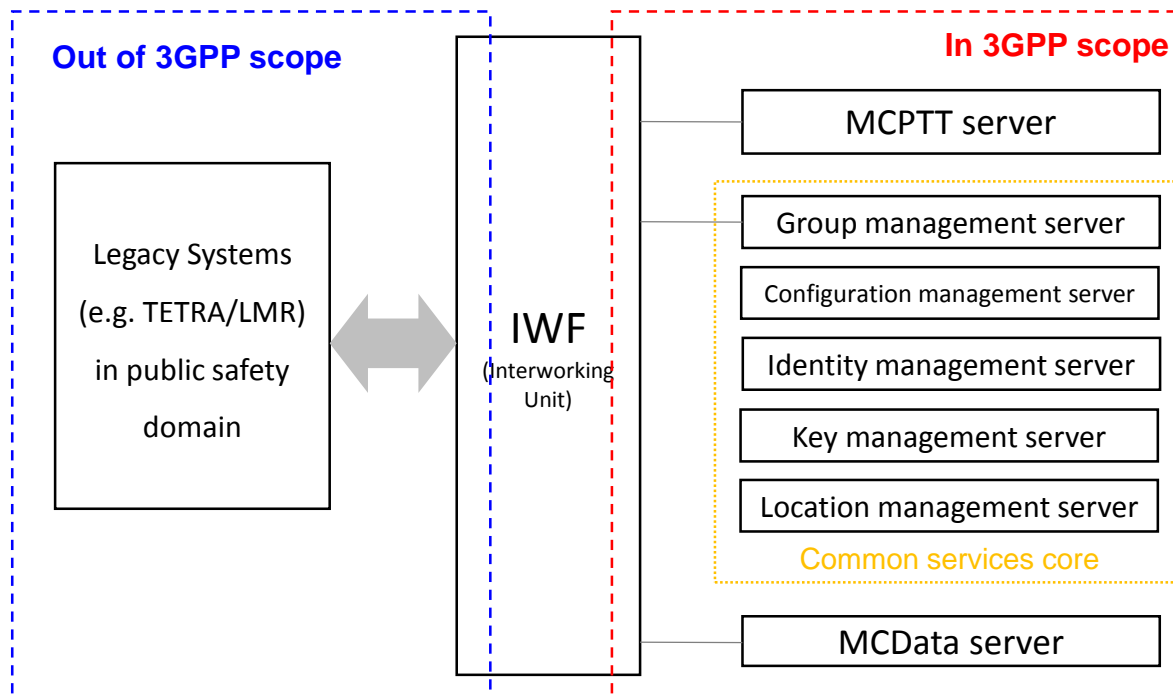 Out of 3GPP scope
In 3GPP scope
Legacy Systems
(e.g. TETRA/LMR)
in public safety
domain
IWF
(Interworking
Unit)
MCPTT server
Group management server
Configuration management server
Identity management server
Key management server
Location management server
Common services core
MCData server